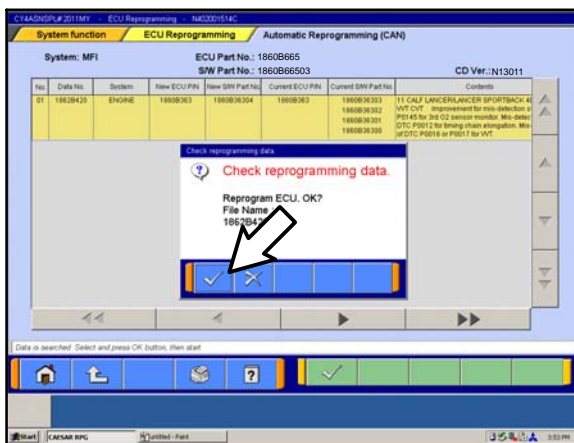 CY4ASNSPL# 2011MY - ECU Reprogramming - N402001514C
System function
ECU Reprogramming
Automatic Reprogramming (CAN)
System: MFI
ECU Part No.: 1860B665
S/W Part No.: 1860B66503
CD Ver.: N13011
No. Data No. System New ECU P/N New S/W Part No. Current ECU P/N Current S/W Part No. Contents
01 1862B420 ENGINE 1860B363 1860B36304 1860B363 1860B36303
1860B36302
1860B36301
1860B36300
11 CALF LANCER/LANCER SPORTBACK 4
VVT CVT Improvement for mis-detection o
P0145 for 3rd O2 sensor monitor. Mis-detec
DTC P0012 for timing chain elongation. Mis-
of DTC P0016 or P0017 for VVT.
Check reprogramming data.
Check reprogramming data.
Reprogram ECU. OK?
File Name :
1862B42
Data is searched. Select and press OK button, then start.
Start
CAESAR RPG
untitled - Paint
3:53 PM